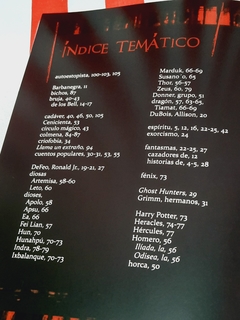 ÍNDICE TEMÁTICO
autoestopista, 100-103, 105
Barbanegra, 11
bichos, 87
bruja, 40-43
de los Bell, 14-17
cadáver, 40, 46, 50, 105
Cenicienta, 53
círculo mágico, 43
colmena, 84-87
criofobia, 34
Llama un extraño, 94
cuentos populares, 30-31, 53, 55
DeFeo, Ronald Jr., 19-21, 27
diosas
Artemisa, 58-60
Leto, 60
dioses,
Apolo, 58
Apsu, 66
Ea, 66
Fei Lian, 57
Hun, 70
Hunahpú, 70-73
Indra, 78-79
Ixbalanque, 70-73
Marduk, 66-69
Susano´o, 65
Thor, 56-57
Zeus, 60, 79
Donner, grupo, 51
dragón, 57, 63-65
Tiamat, 66-69
DuBois, Allison, 20
espíritu, 5, 12, 16, 22-25, 42
exorcismo, 24
fantasmas, 22-25, 27
cazadores de, 12
historias de, 4-5, 28
fénix, 73
Ghost Hunters, 29
Grimm, hermanos, 31
Harry Potter, 73
Heracles, 74-77
Hércules, 77
Homero, 56
Ilíada, la, 56
Odisea, la, 56
horca, 50